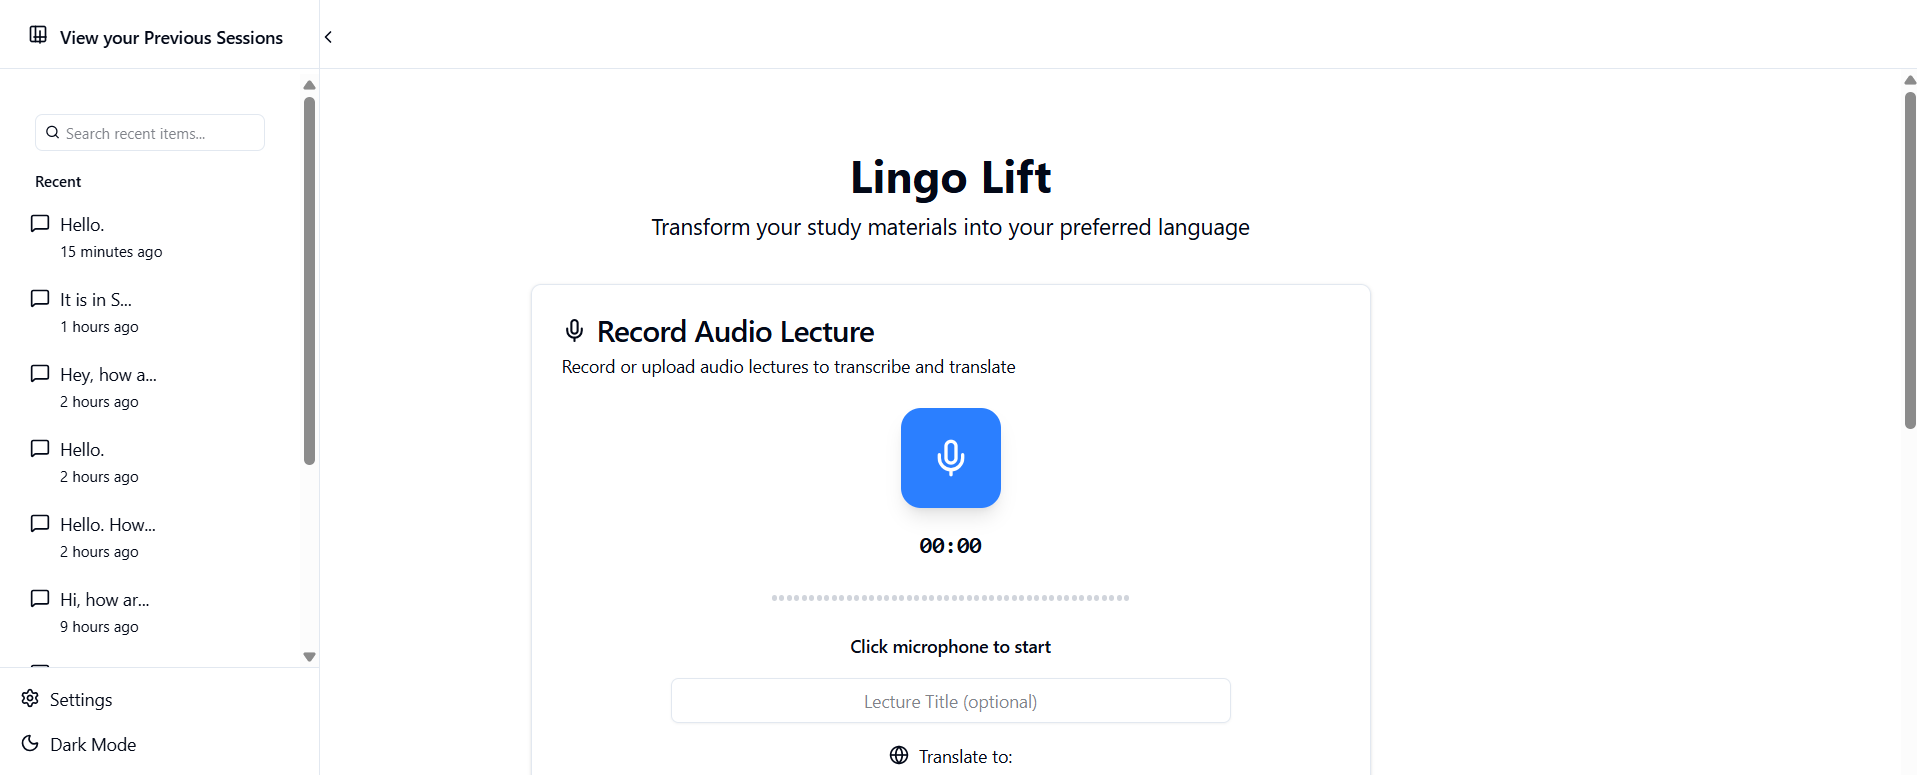 View your Previous Sessions
Search recent items...
Recent
Hello.
15 minutes ago
It is in S...
1 hours ago
Hey, how a...
2 hours ago
Hello.
2 hours ago
Hello. How...
2 hours ago
Hi, how ar...
9 hours ago
Settings
Dark Mode
Lingo Lift
Transform your study materials into your preferred language
Record Audio Lecture
Record or upload audio lectures to transcribe and translate
00:00
Click microphone to start
Lecture Title (optional)
Translate to: